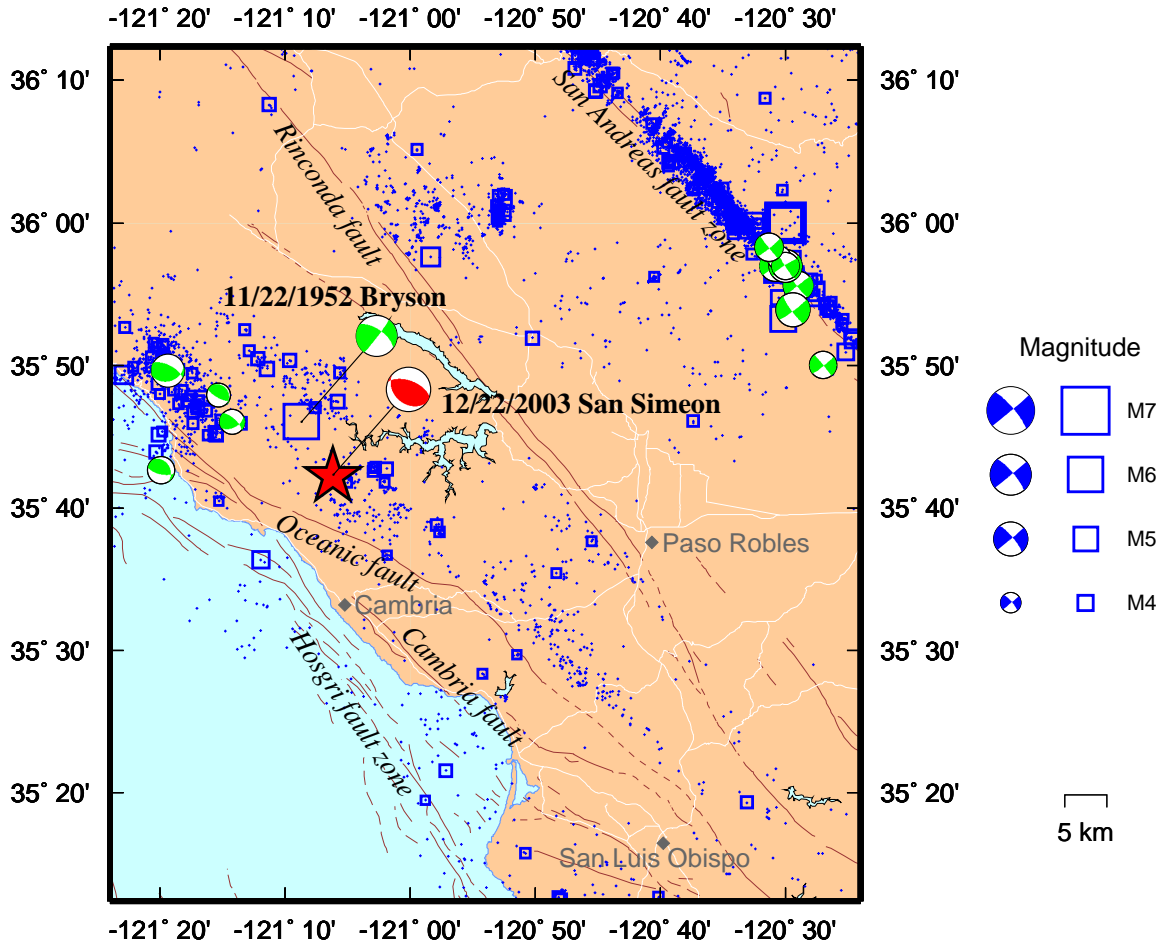 -121˚ 20' -121˚ 10' -121˚ 00' -120˚ 50' -120˚ 40' -120˚ 30'
36˚ 10' 36˚ 10'
San Andreas fault zone
Rinconda fault
36˚ 00' 36˚ 00'
11/22/1952 Bryson
35˚ 50' 35˚ 50'
Magnitude
12/22/2003 San Simeon
M7
M6
35˚ 40' 35˚ 40'
Oceanic fault
Paso Robles
M5
Cambria
M4
35˚ 30' 35˚ 30'
Cambria fault
Hosgri fault zone
35˚ 20' 35˚ 20'
5 km
San Luis Obispo
-121˚ 20' -121˚ 10' -121˚ 00' -120˚ 50' -120˚ 40' -120˚ 30'